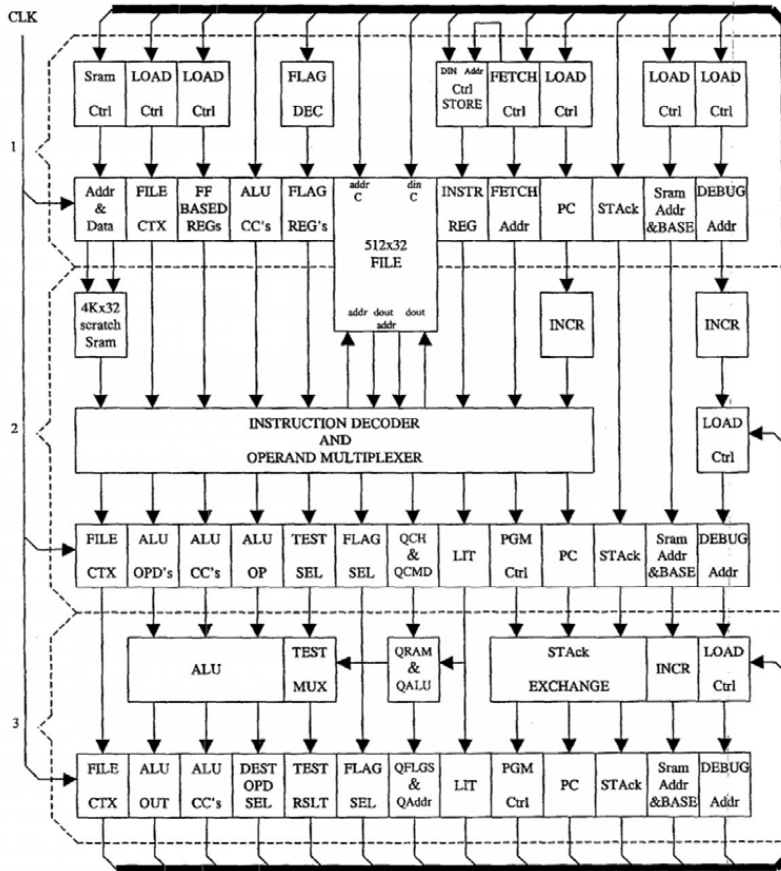 CLK
DIN Addr
Sram LOAD LOAD FLAG Ctrl FETCH LOAD LOAD LOAD
Ctrl Ctrl Ctrl DEC STORE Ctrl Ctrl Ctrl Ctrl
1
addr din
Addr FILE FF ALU FLAG C C INSTR FETCH PC STAck Sram DEBUG
& BASED Addr
Data CTX REGs CC's REG's REG Addr &BASE Addr
512x32
FILE
addr dout dout
addr
4Kx32
scratch INCR INCR
Sram
INSTRUCTION DECODER
2 AND LOAD
OPERAND MULTIPLEXER Ctrl
FILE ALU ALU ALU TEST FLAG QCH LIT PGM PC STAck Sram DEBUG
& Addr
CTX OPD's CC's OP SEL SEL QCMD Ctrl &BASE Addr
TEST QRAM STAck LOAD
ALU & INCR
MUX QALU EXCHANGE Ctrl
3
FILE ALU ALU DEST TEST FLAG QFLGS LIT PGM PC STAck Sram DEBUG
OPD & Addr
CTX OUT CC's SEL RSLT SEL QAddr Ctrl &BASE Addr